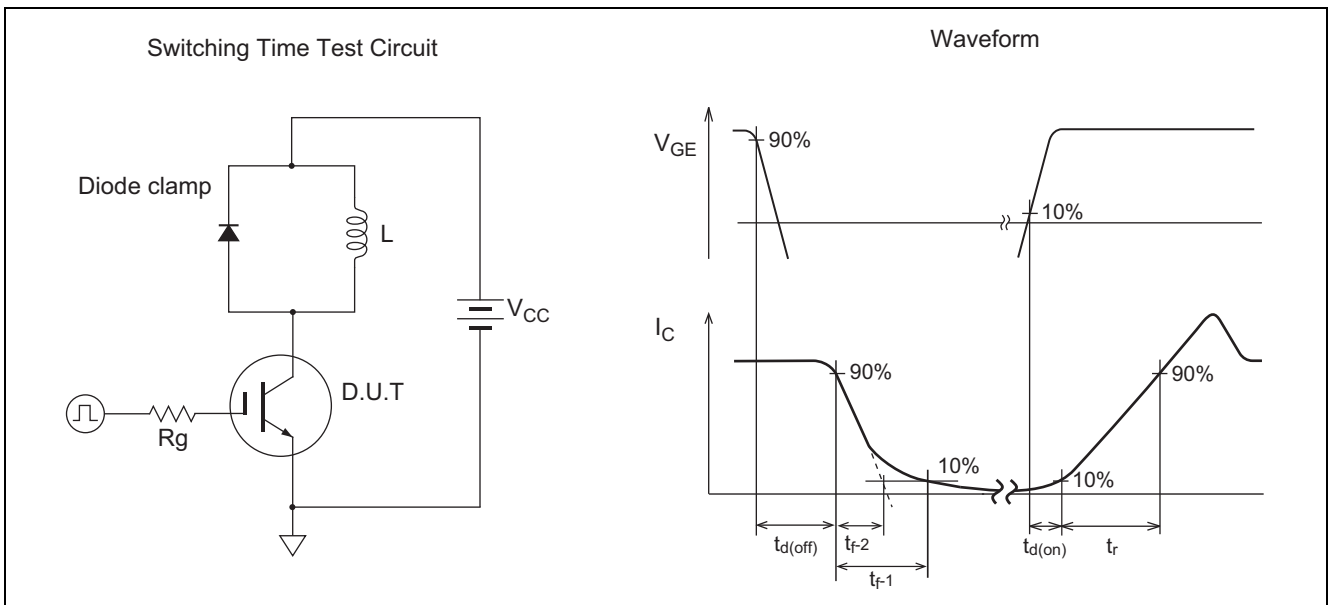 Switching Time Test Circuit
Diode clamp
L
V_CC
D.U.T
Rg
Waveform
V_GE
90%
10%
I_C
90%
10%
10%
90%
t_d(off)
t_f-2
t_f-1
t_d(on)
t_r